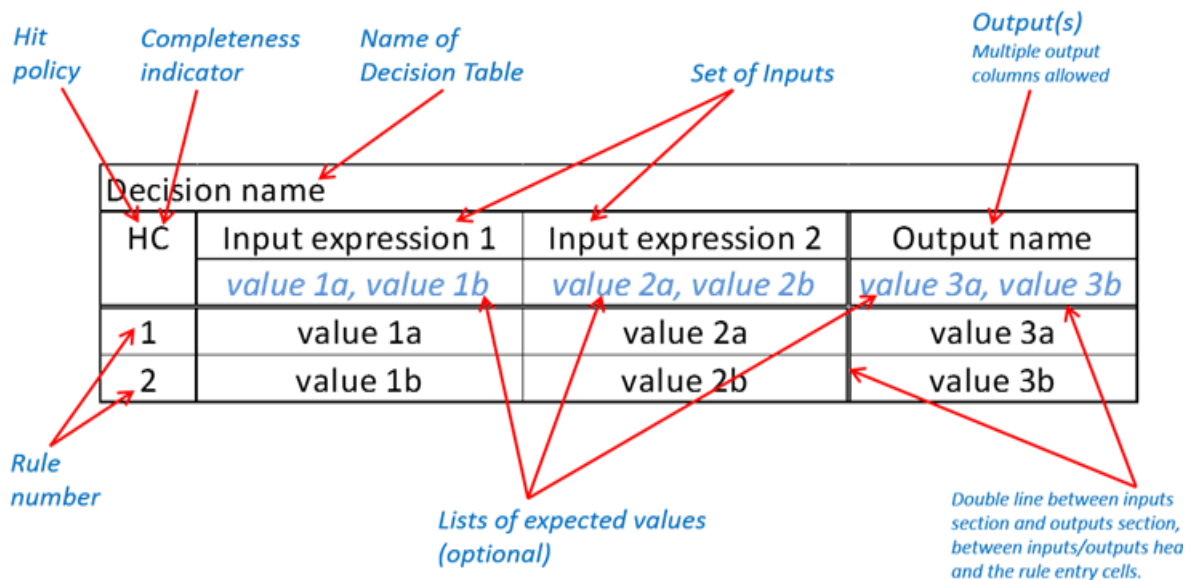 Hit
policy
Completeness
indicator
Name of
Decision Table
Set of Inputs
Output(s)
Multiple output
columns allowed
Decision name
HC Input expression 1 Input expression 2 Output name
value 1a, value 1b value 2a, value 2b value 3a, value 3b
1 value 1a value 2a value 3a
2 value 1b value 2b value 3b
Rule
number
Lists of expected values
(optional)
Double line between inputs
section and outputs section,
between inputs/outputs hea
and the rule entry cells.